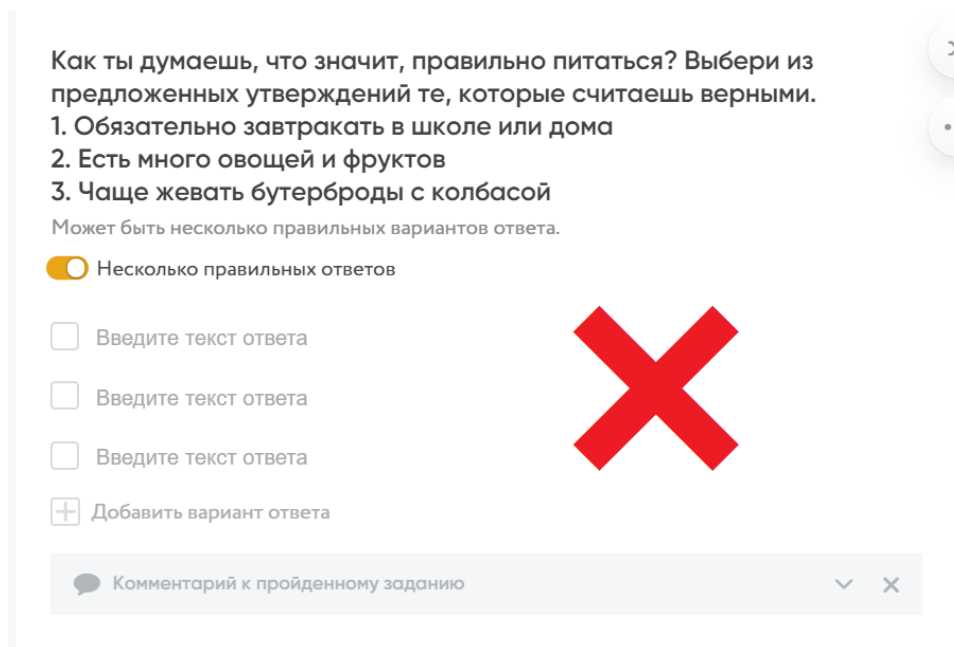 Как ты думаешь, что значит, правильно питаться? Выбери из
предложенных утверждений те, которые считаешь верными.
1. Обязательно завтракать в школе или дома
2. Есть много овощей и фруктов
3. Чаще жевать бутерброды с колбасой
Может быть несколько правильных вариантов ответа.
Несколько правильных ответов
Введите текст ответа
Введите текст ответа
Введите текст ответа
Добавить вариант ответа
Комментарий к пройденному заданию